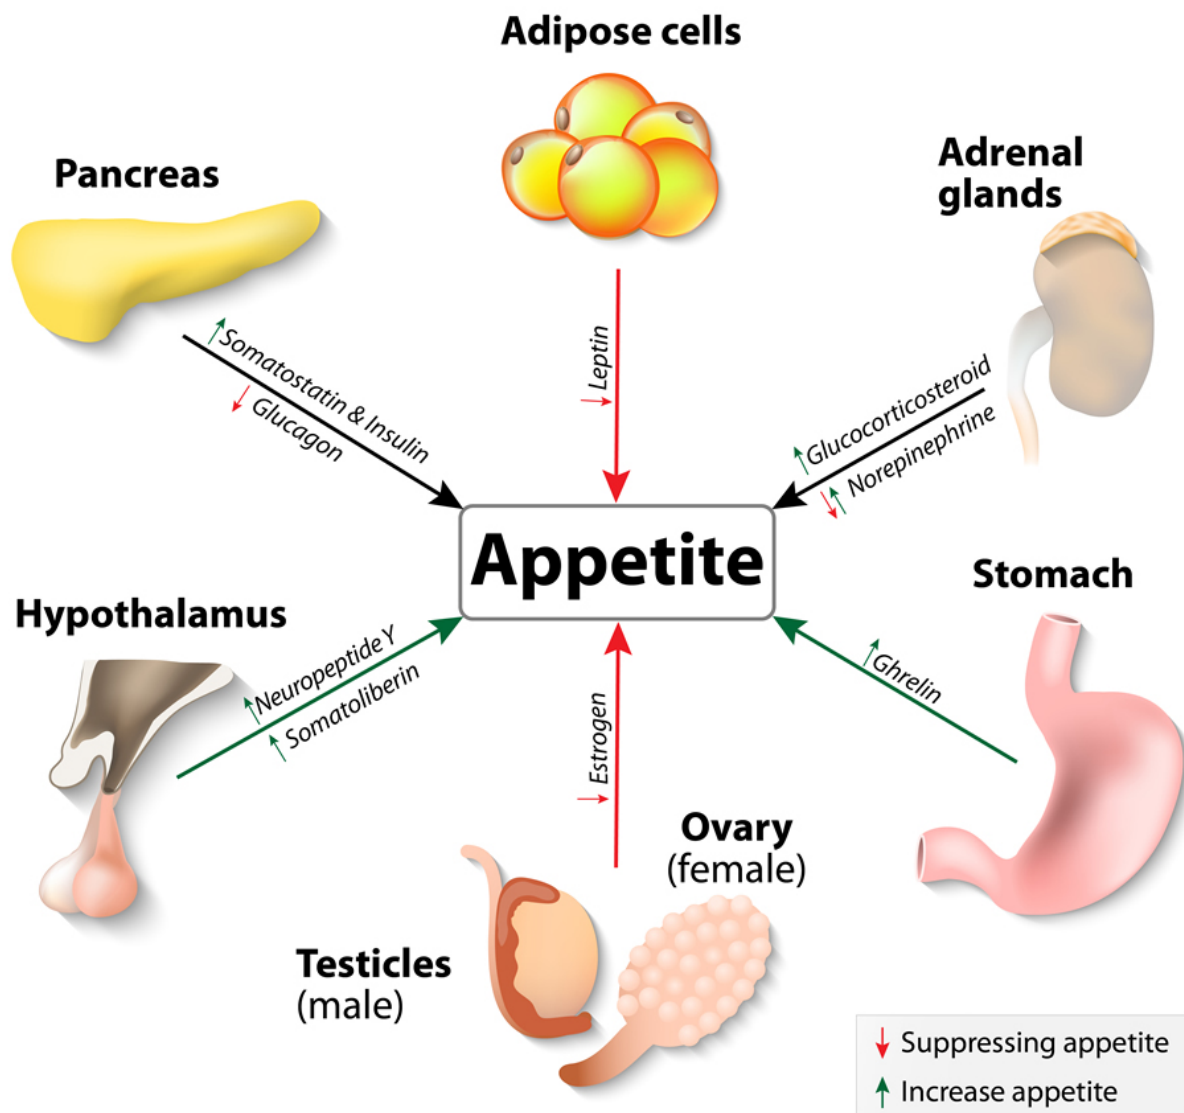 Adipose cells
Pancreas
Adrenal
glands
Somatostatin & Insulin
Glucagon
Leptin
Glucocorticosteroid
Norepinephrine
Appetite
Hypothalamus
Neuropeptide Y
Somatoliberin
Estrogen
Ghrelin
Stomach
Ovary
(female)
Testicles
(male)
Suppressing appetite
Increase appetite